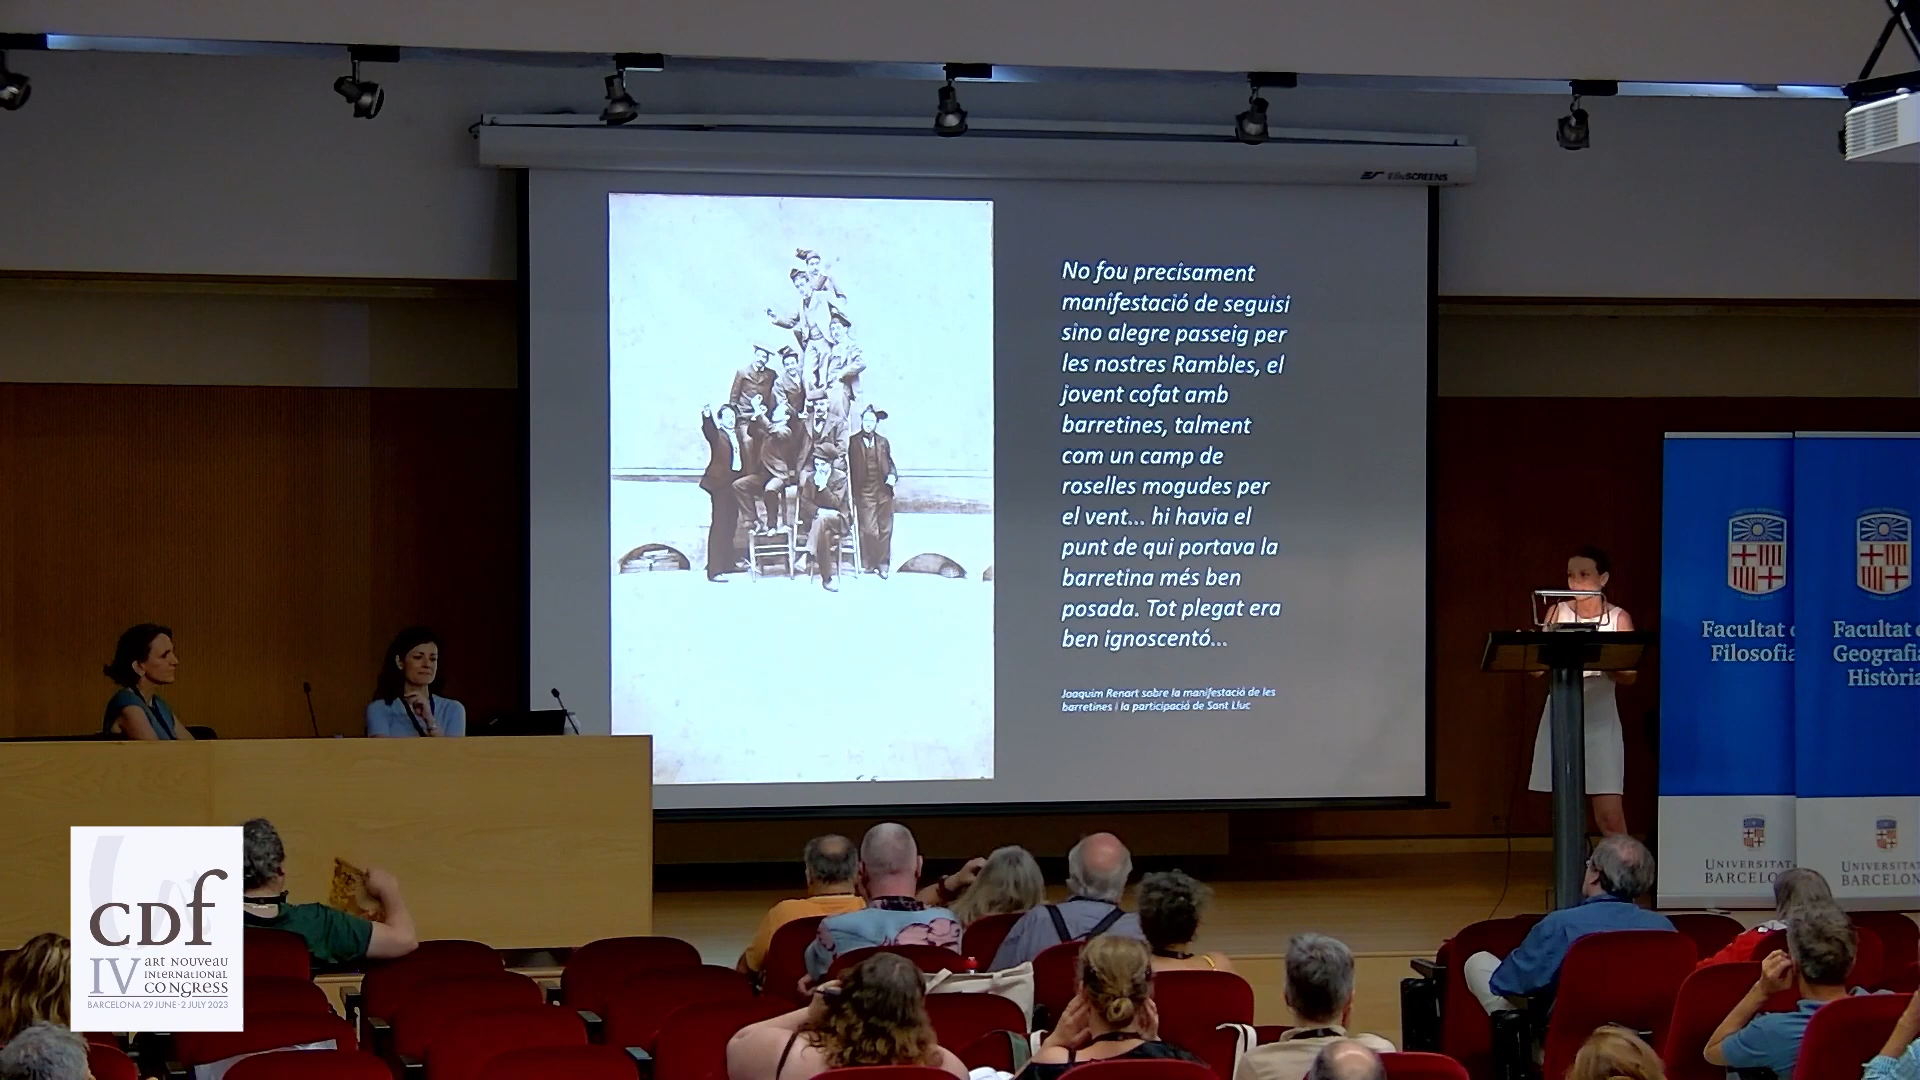 No fou precisament
manifestació de seguisi
sino alegre passeig per
les nostres Rambles, el
jovent cofat amb
barretines, talment
com un camp de
roselles mogudes per
el vent... hi havia el
punt de qui portava la
barretina més ben
posada. Tot plegat era
ben ignoscentó...
Joaquim Renart sobre la manifestació de les
barretines i la participació de Sant Lluc
Facultat
Filosofia
Facultat
Geografia
Història
UNIVERSITAT
BARCELO
UNIVERSITAT
BARCELON
CDf
IV ART NOUVEAU
INTERNATIONAL
CONGRESS
BARCELONA 29 JUNE - 2 JULY 2023